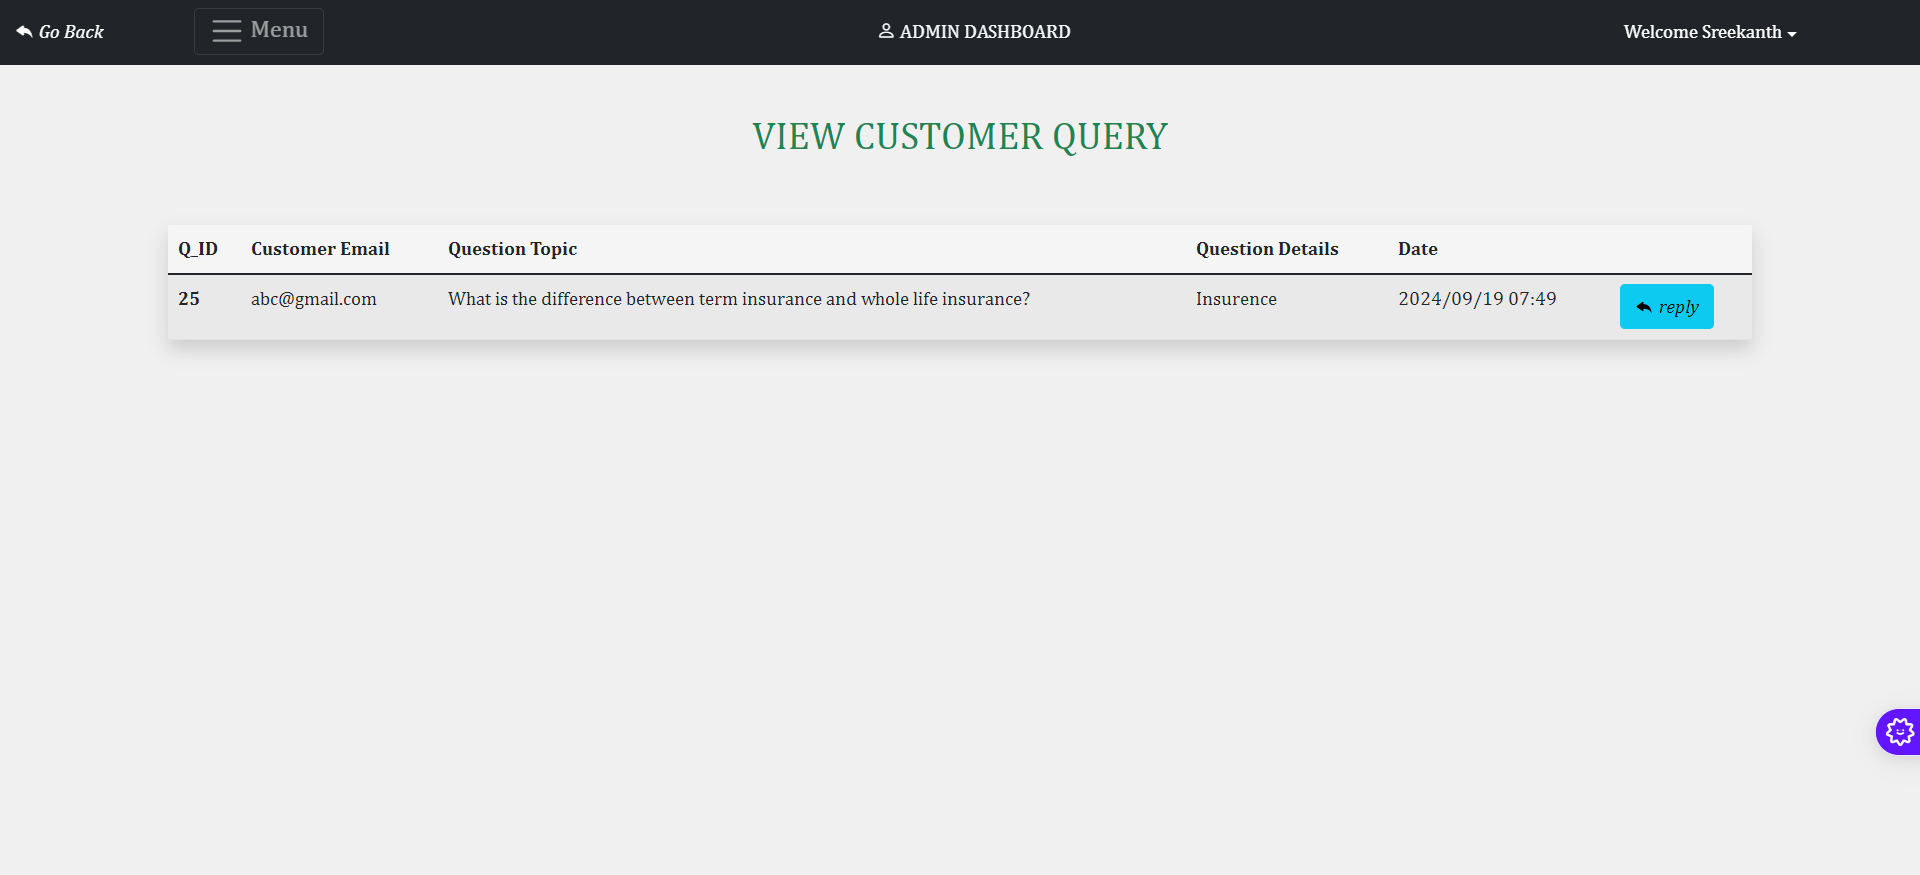 Go Back Menu ADMIN DASHBOARD Welcome Sreekanth
VIEW CUSTOMER QUERY
Q_ID Customer Email Question Topic Question Details Date
25 abc@gmail.com What is the difference between term insurance and whole life insurance? Insurence 2024/09/19 07:49 reply